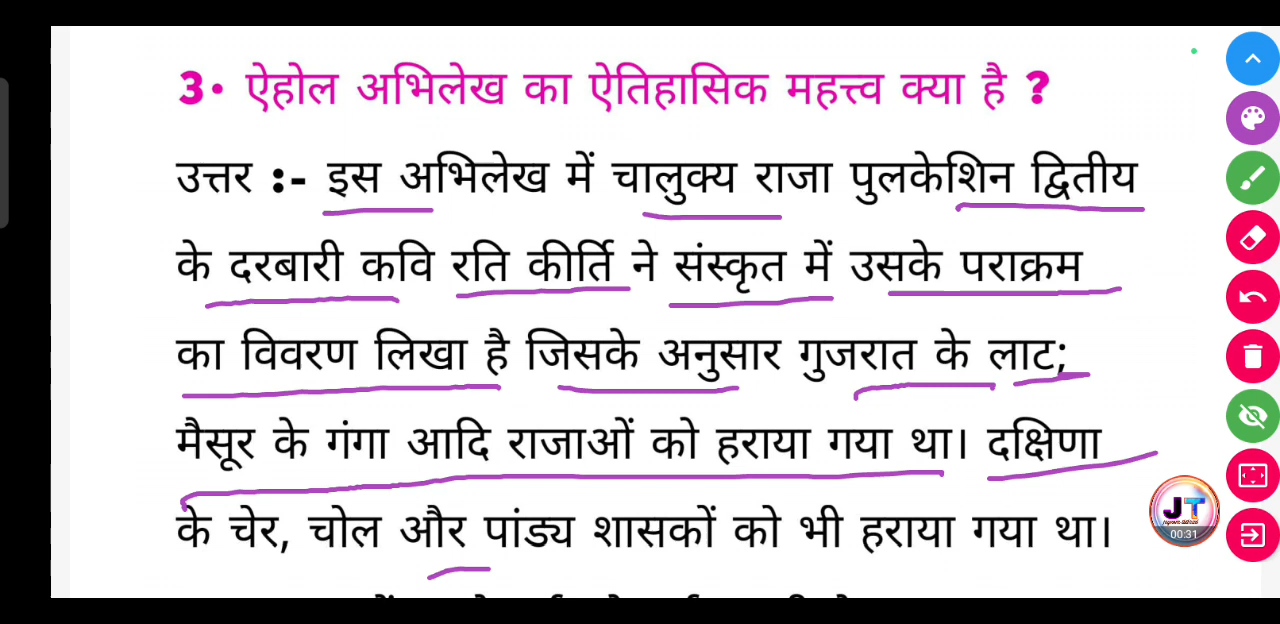 3• ऐहोल अभिलेख का ऐतिहासिक महत्त्व क्या है ?
उत्तर :- इस अभिलेख में चालुक्य राजा पुलकेशिन द्वितीय
के दरबारी कवि रति कीर्ति ने संस्कृत में उसके पराक्रम
का विवरण लिखा है जिसके अनुसार गुजरात के लाट;
मैसूर के गंगा आदि राजाओं को हराया गया था। दक्षिणा
के चेर, चोल और पांड्य शासकों को भी हराया गया था।
JT
00:31